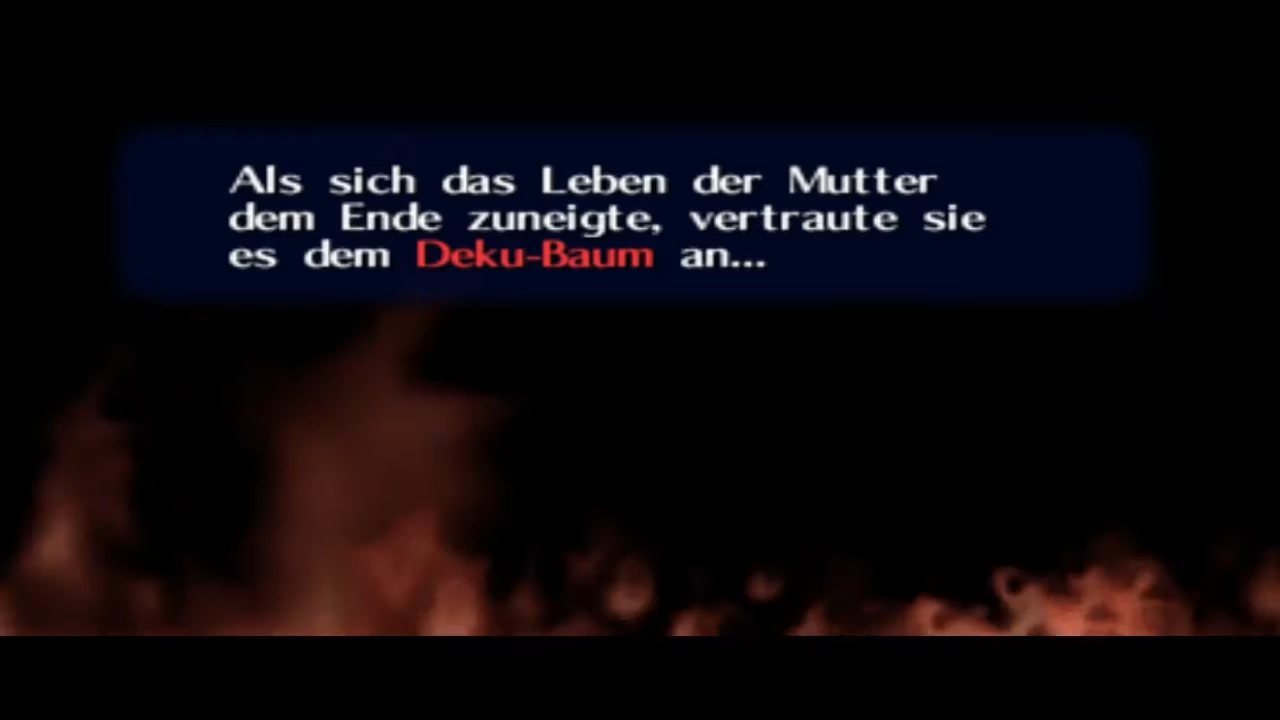 Als sich das Leben der Mutter
dem Ende zuneigte, vertraute sie
es dem Deku-Baum an...